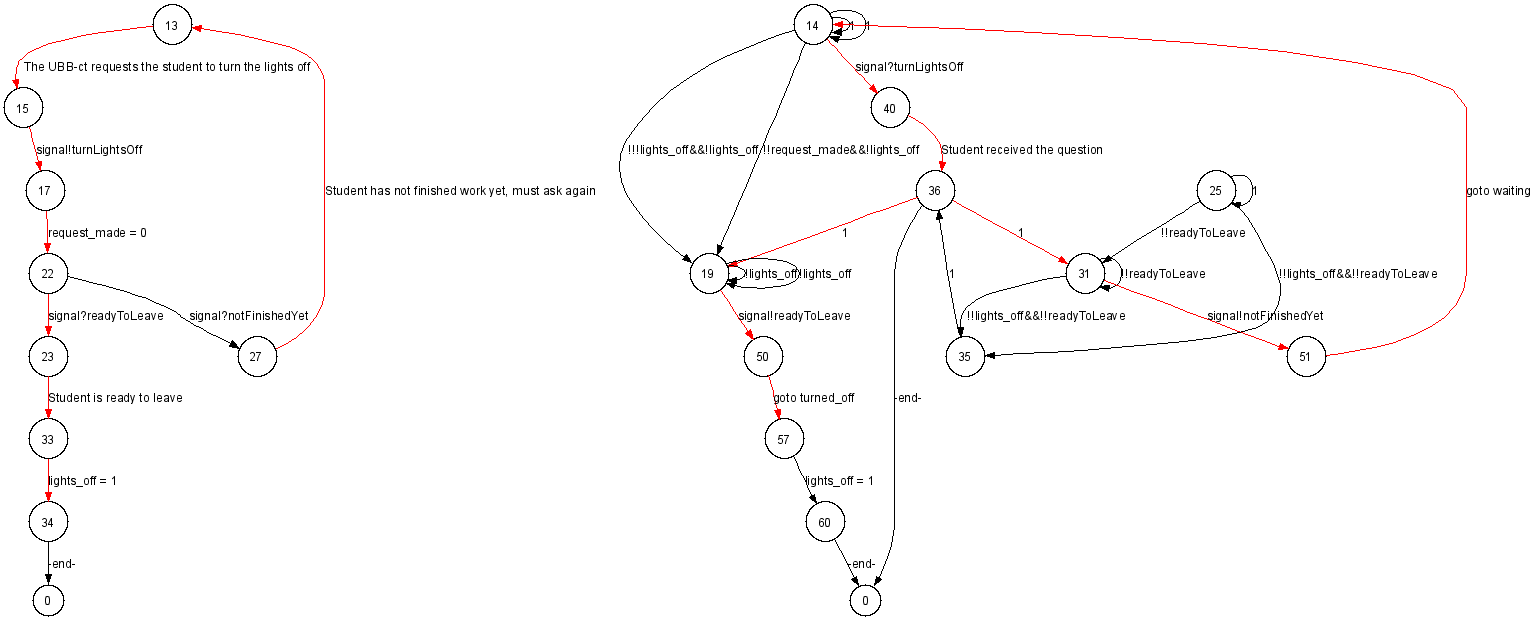 13
14
1
1
The UBB-ct requests the student to turn the lights off
signal?turnLightsOff
15
40
signal!turnLightsOff
!!!lights_off&&!lights_off
!!request_made&&!lights_off
Student received the question
17
Student has not finished work yet, must ask again
36
25
1
goto waiting
request_made = 0
1
1
!!readyToLeave
22
19
!lights_off
!lights_off
31
!!readyToLeave
1
!!lights_off&&!!readyToLeave
signal?readyToLeave
signal?notFinishedYet
signal!readyToLeave
!!lights_off&&!!readyToLeave
signal!notFinishedYet
23
27
50
35
51
Student is ready to leave
goto turned_off
-end-
33
57
lights_off = 1
lights_off = 1
34
60
-end-
-end-
0
0